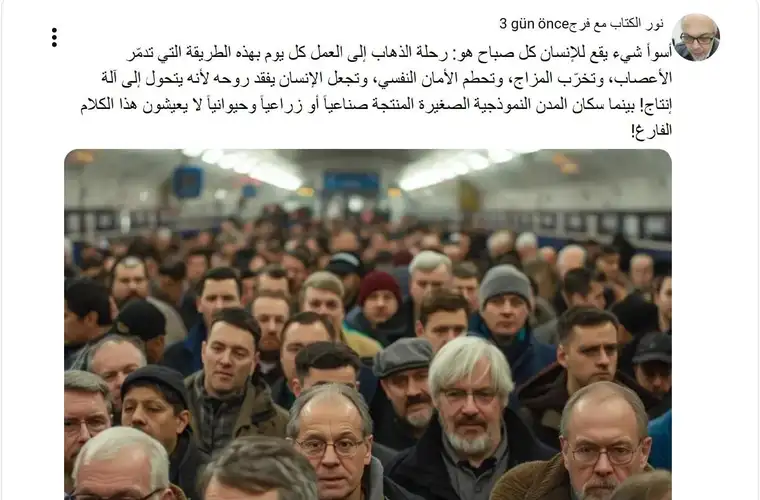 نور الكتاب مع فرج3 gün önce
أسوأ شيء يقع للإنسان كل صباح هو: رحلة الذهاب إلى العمل كل يوم بهذه الطريقة التي تدمّر
الأعصاب، وتخرّب المزاج، وتحطم الأمان النفسي، وتجعل الإنسان يفقد روحه لأنه يتحول إلى آلة
إنتاج! بينما سكان المدن النموذجية الصغيرة المنتجة صناعياً أو زراعياً وحيوانياً لا يعيشون هذا الكلام
الفارغ!